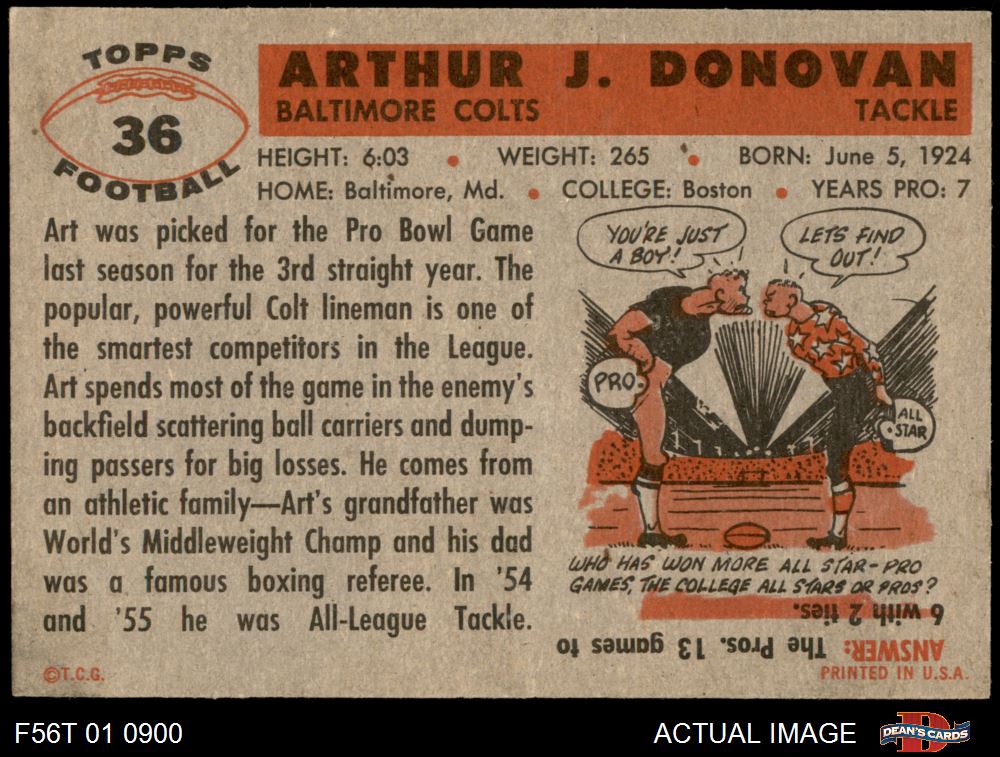 TOPPS
36
FOOTBALL
ARTHUR J. DONOVAN
BALTIMORE COLTS TACKLE
HEIGHT: 6:03 • WEIGHT: 265 • BORN: June 5, 1924
HOME: Baltimore, Md. • COLLEGE: Boston • YEARS PRO: 7
Art was picked for the Pro Bowl Game
last season for the 3rd straight year. The
popular, powerful Colt lineman is one of
the smartest competitors in the League.
Art spends most of the game in the enemy's
backfield scattering ball carriers and dump-
ing passers for big losses. He comes from
an athletic family—Art's grandfather was
World's Middleweight Champ and his dad
was a famous boxing referee. In '54
and '55 he was All-League Tackle.
©T.C.G.
YOU'RE JUST
A BOY!
LETS FIND
OUT!
PRO
ALL
STAR
WHO HAS WON MORE ALL STAR-PRO
GAMES, THE COLLEGE ALL STARS OR PROS?
ANSWER: The Pros. 13 games to
6 with 2 ties.
PRINTED IN U.S.A.
F56T 01 0900
ACTUAL IMAGE
D
DEAN'S CARDS